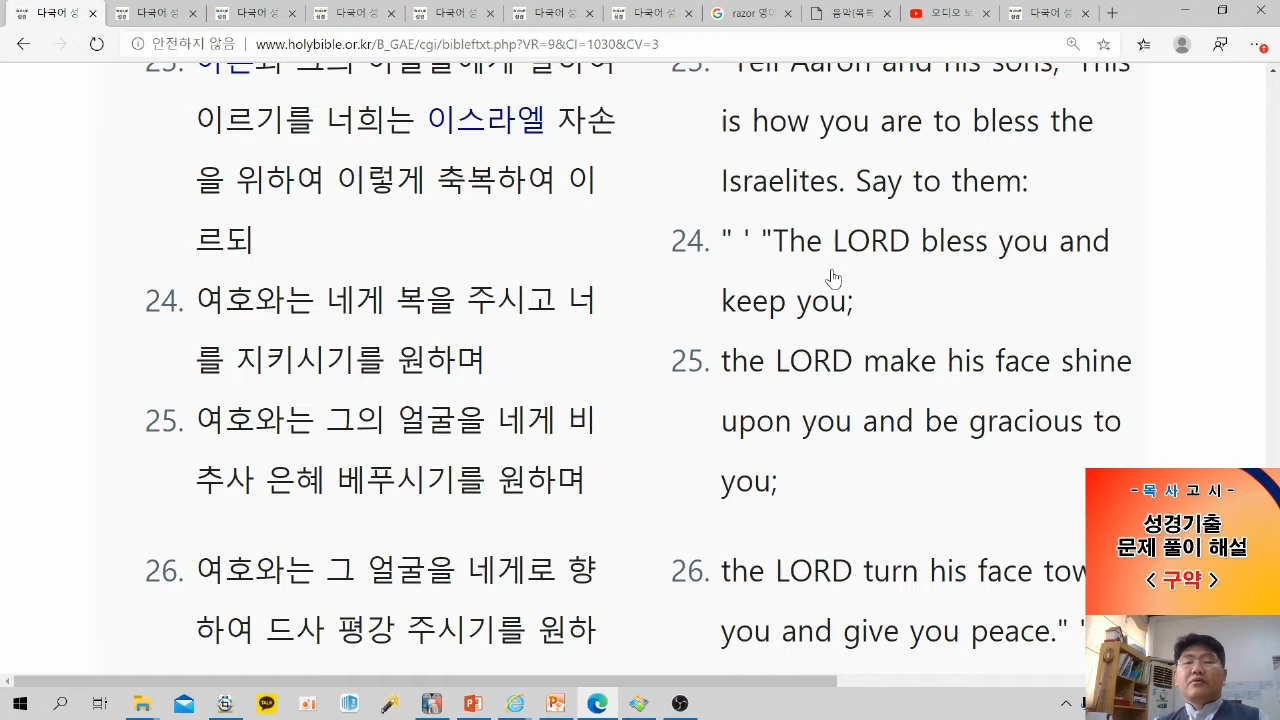 다국어 성
다국어 성
다국어 성
다국어 성
다국어 성
다국어 성
다국어 성
razor 영어
음악(목록
오디오 보
다국어 성
안전하지 않음
www.holybible.or.kr/B_GAE/cgi/bibleftxt.php?VR=9&CI=1030&CV=3
이르기를 너희는 이스라엘 자손
을 위하여 이렇게 축복하여 이
르되
24. 여호와는 네게 복을 주시고 너
를 지키시기를 원하며
25. 여호와는 그의 얼굴을 네게 비
추사 은혜 베푸시기를 원하며
26. 여호와는 그 얼굴을 네게로 향
하여 드사 평강 주시기를 원하
23. "Tell Aaron and his sons, 'This
is how you are to bless the
Israelites. Say to them:
24. " ' "The LORD bless you and
keep you;
25. the LORD make his face shine
upon you and be gracious to
you;
26. the LORD turn his face tow
you and give you peace." '
- 목 사 고 시 -
성경기출
문제 풀이 해설
< 구약 >
TALK